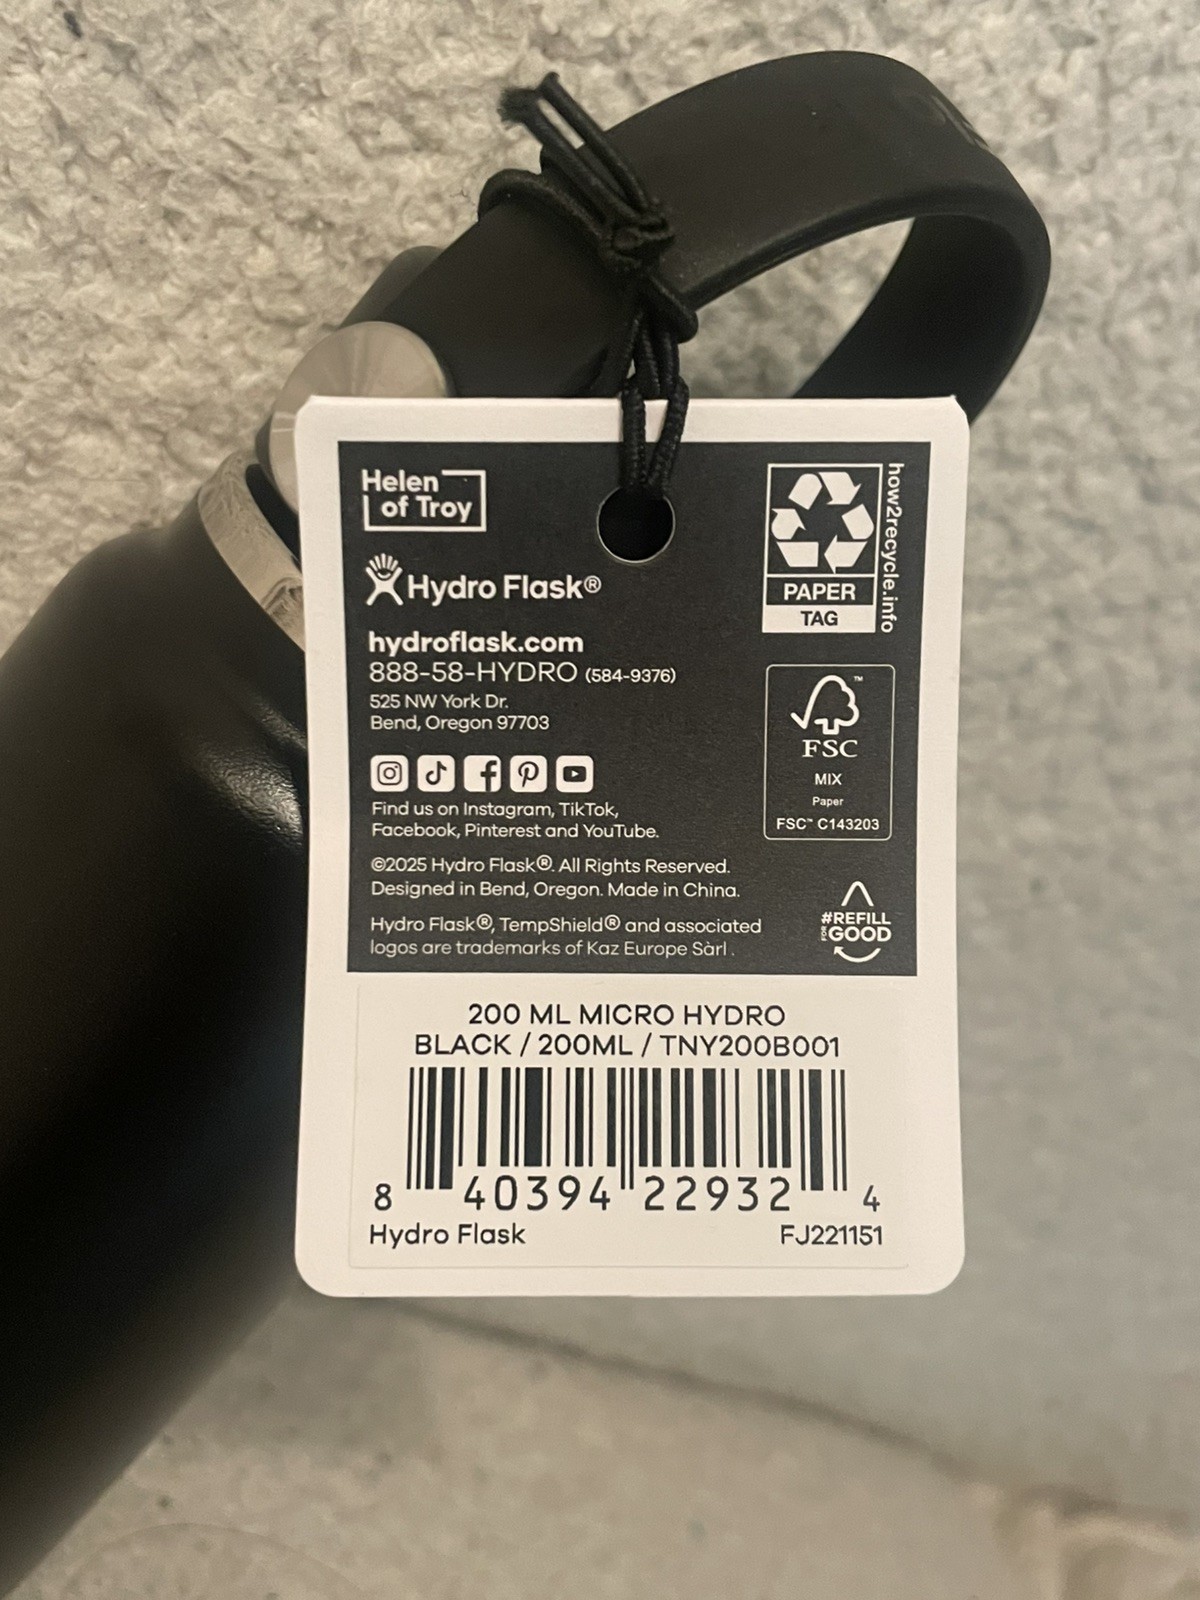 Helen
of Troy
Hydro Flask®
hydroflask.com
888-58-HYDRO (584-9376)
525 NW York Dr.
Bend, Oregon 97703
Find us on Instagram, TikTok,
Facebook, Pinterest and YouTube.
©2025 Hydro Flask®. All Rights Reserved.
Designed in Bend, Oregon. Made in China.
Hydro Flask®, TempShield® and associated
logos are trademarks of Kaz Europe Sàrl.
PAPER
TAG
how2recycle.info
FSC™
MIX
Paper
FSC™ C143203
#REFILL
FOR GOOD
200 ML MICRO HYDRO
BLACK / 200ML / TNY200B001
8 40394 22932 4
Hydro Flask FJ221151